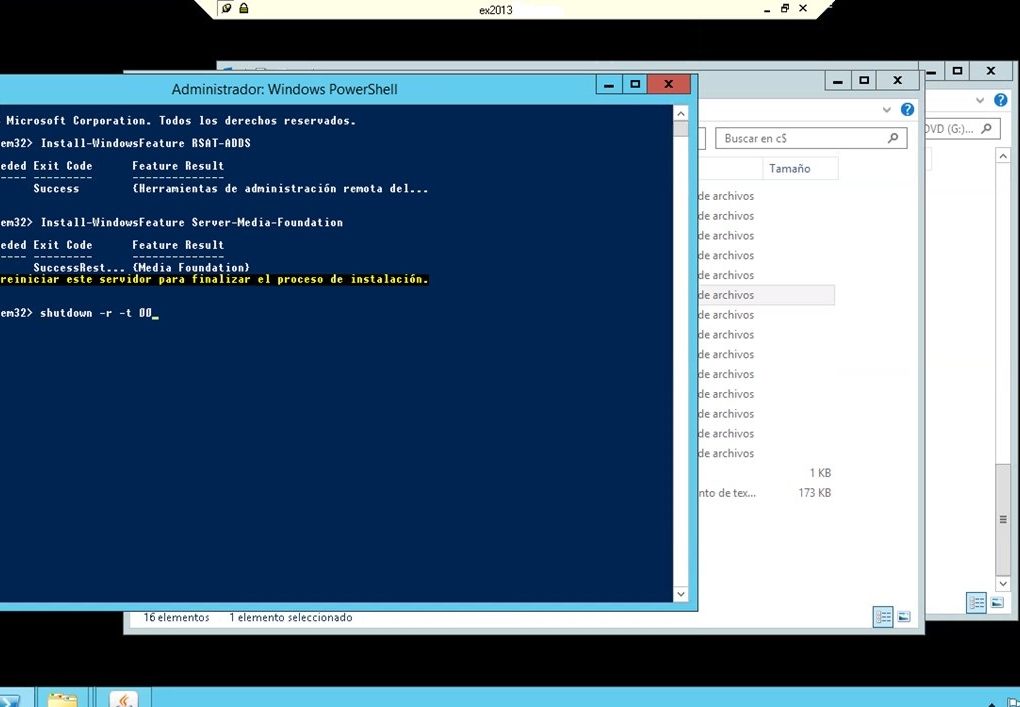 ex2013
Administrador: Windows PowerShell
Microsoft Corporation. Todos los derechos reservados.
em32> Install-WindowsFeature RSAT-ADDS
eded Exit Code Feature Result
---- --------- --------------
Success {Herramientas de administración remota del...
em32> Install-WindowsFeature Server-Media-Foundation
eded Exit Code Feature Result
---- --------- --------------
SuccessRest... {Media Foundation}
reiniciar este servidor para finalizar el proceso de instalación.
em32> shutdown -r -t 00_
Buscar en c$
DVD (G:)...
Tamaño
de archivos
de archivos
de archivos
de archivos
de archivos
de archivos
de archivos
de archivos
de archivos
de archivos
de archivos
de archivos
de archivos
de archivos
1 KB
nto de tex... 173 KB
16 elementos 1 elemento seleccionado